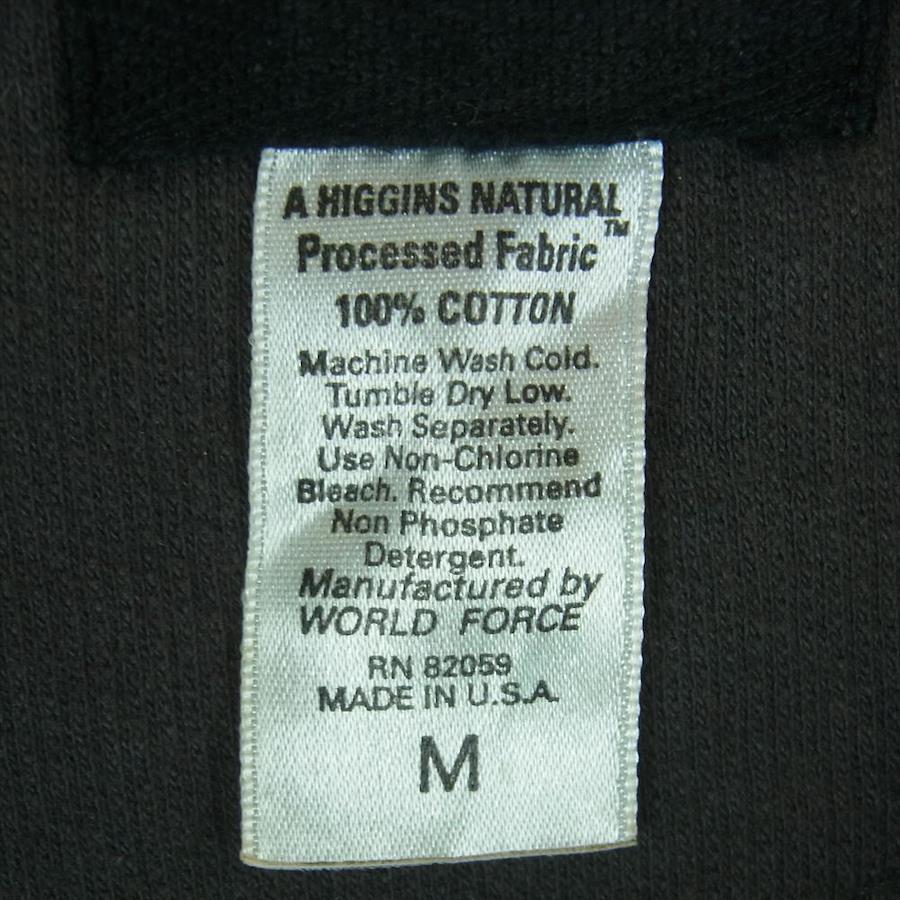 A HIGGINS NATURAL
Processed Fabric™
100% COTTON
Machine Wash Cold.
Tumble Dry Low.
Wash Separately.
Use Non-Chlorine
Bleach. Recommend
Non Phosphate
Detergent.
Manufactured by
WORLD FORCE
RN 82059
MADE IN U.S.A.
M